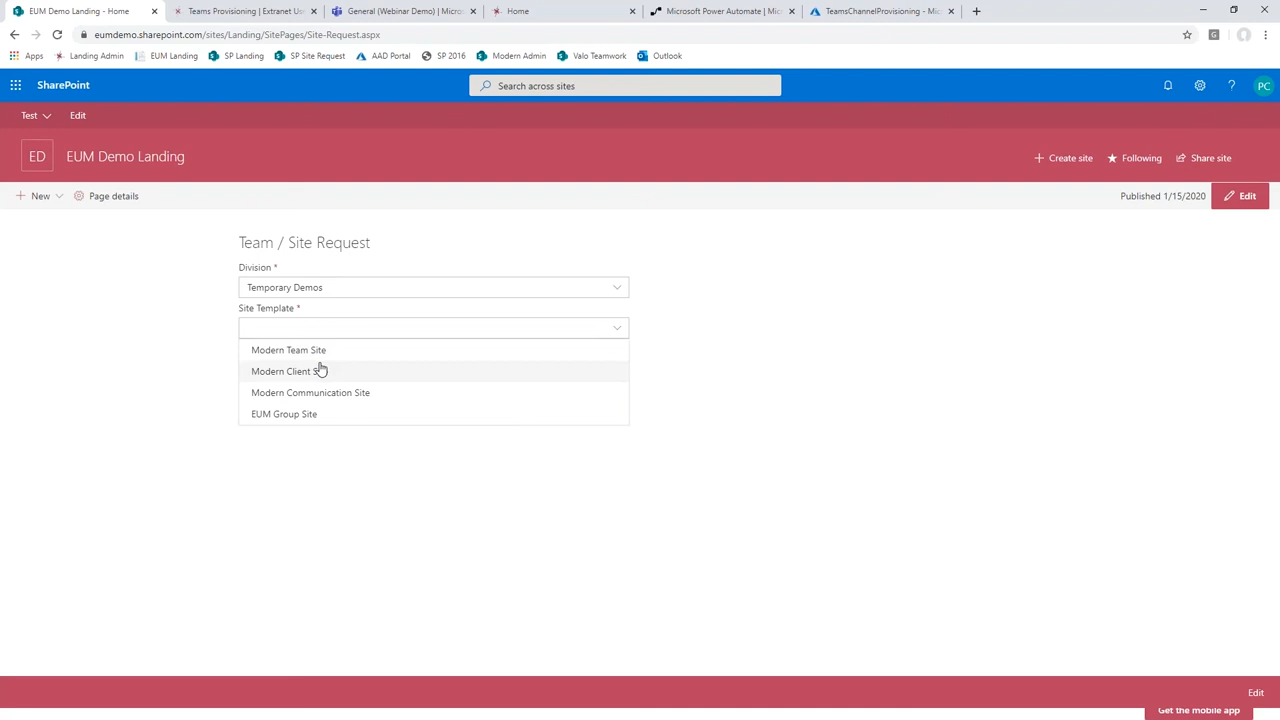 EUM Demo Landing - Home
Teams Provisioning | Extranet Us
General (Webinar Demo) | Micros
Home
Microsoft Power Automate | Mic
TeamsChannelProvisioning - Mic
eumdemo.sharepoint.com/sites/Landing/SitePages/Site-Request.aspx
Apps Landing Admin EUM Landing SP Landing SP Site Request AAD Portal SP 2016 Modern Admin Valo Teamwork Outlook
SharePoint
Search across sites
PC
Test Edit
ED EUM Demo Landing
Create site Following Share site
New Page details
Published 1/15/2020 Edit
Team / Site Request
Division *
Temporary Demos
Site Template *
Modern Team Site
Modern Client S
Modern Communication Site
EUM Group Site
Edit
Get the mobile app